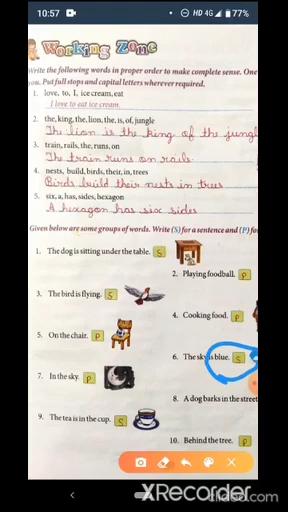 10:57
HD 4G 77%
Working Zone
Write the following words in proper order to make complete sense. One
you. Put full stops and capital letters wherever required.
1. love, to, I, ice cream, eat
I love to eat ice cream.
2. the, king, the, lion, the, is, of, jungle
The lion is the king of the jungl
3. train, rails, the, runs, on
The train runs on rails.
4. nests, build, birds, their, in, trees
Birds build their nests in trees
5. six, a, has, sides, hexagon
A hexagon has six sides
Given below are some groups of words. Write (S) for a sentence and (P) fo
1. The dog is sitting under the table. S
2. Playing foodball. P
3. The bird is flying. S
4. Cooking food. P
5. On the chair. P
6. The sky is blue. S
7. In the sky. P
8. A dog barks in the street
9. The tea is in the cup. S
10. Behind the tree. P
XRecorder